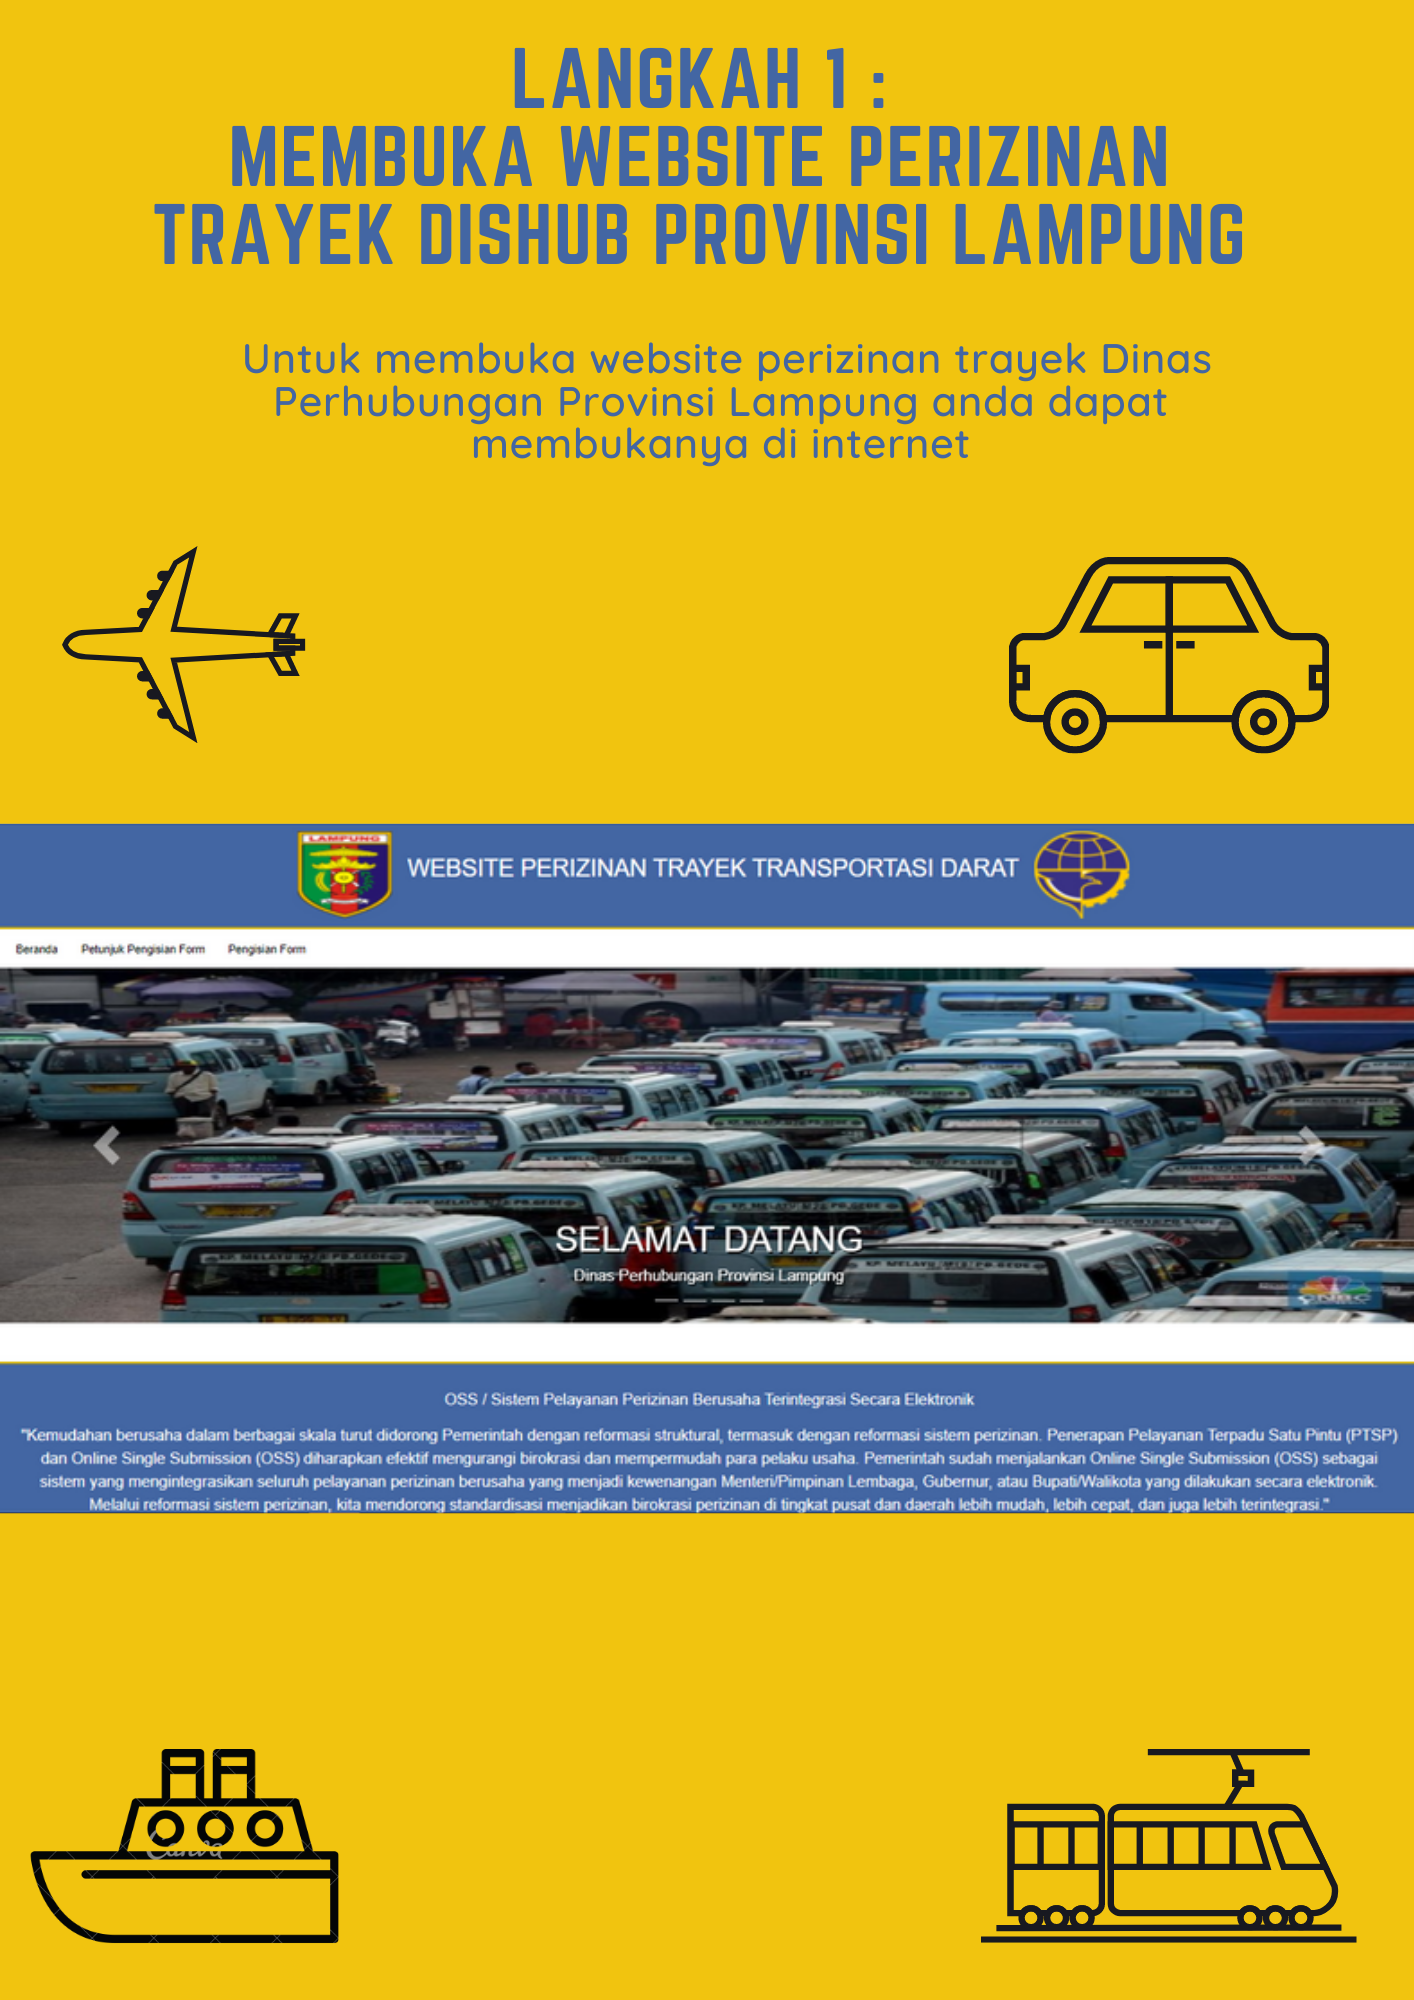 LANGKAH 1 :
MEMBUKA WEBSITE PERIZINAN
TRAYEK DISHUB PROVINSI LAMPUNG
Untuk membuka website perizinan trayek Dinas
Perhubungan Provinsi Lampung anda dapat
membukanya di internet
LAMPUNG
WEBSITE PERIZINAN TRAYEK TRANSPORTASI DARAT
Beranda Petunjuk Pengisian Form Pengisian Form
KP. MELAYU M26 PD.GEDE
SELAMAT DATANG
Dinas Perhubungan Provinsi Lampung
CNBC
OSS / Sistem Pelayanan Perizinan Berusaha Terintegrasi Secara Elektronik
"Kemudahan berusaha dalam berbagai skala turut didorong Pemerintah dengan reformasi struktural, termasuk dengan reformasi sistem perizinan. Penerapan Pelayanan Terpadu Satu Pintu (PTSP)
dan Online Single Submission (OSS) diharapkan efektif mengurangi birokrasi dan mempermudah para pelaku usaha. Pemerintah sudah menjalankan Online Single Submission (OSS) sebagai
sistem yang mengintegrasikan seluruh pelayanan perizinan berusaha yang menjadi kewenangan Menteri/Pimpinan Lembaga, Gubernur, atau Bupati/Walikota yang dilakukan secara elektronik.
Melalui reformasi sistem perizinan, kita mendorong standardisasi menjadikan birokrasi perizinan di tingkat pusat dan daerah lebih mudah, lebih cepat, dan juga lebih terintegrasi."
Canva